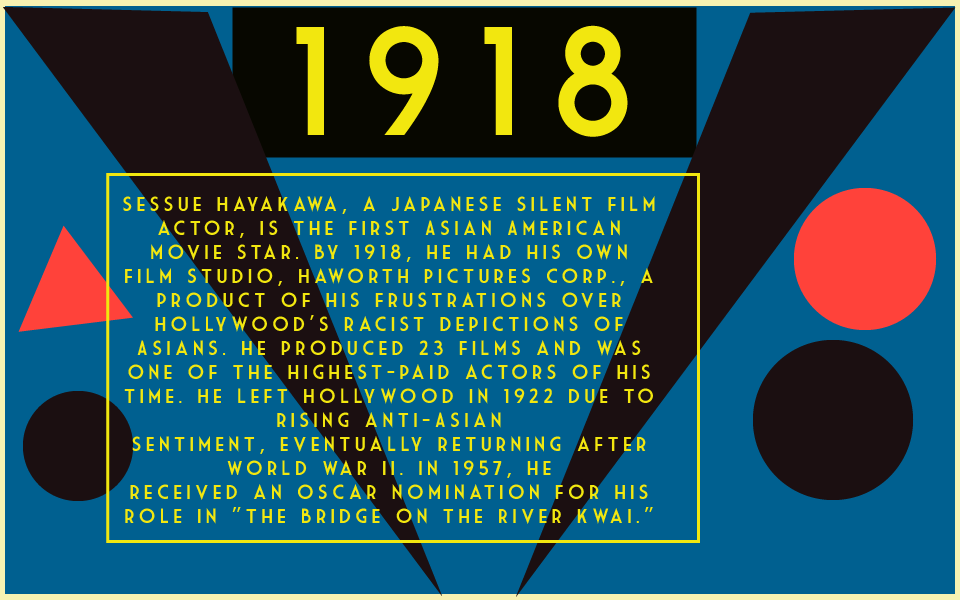 1918
SESSUE HAYAKAWA, A JAPANESE SILENT FILM
ACTOR, IS THE FIRST ASIAN AMERICAN
MOVIE STAR. BY 1918, HE HAD HIS OWN
FILM STUDIO, HAWORTH PICTURES CORP., A
PRODUCT OF HIS FRUSTRATIONS OVER
HOLLYWOOD'S RACIST DEPICTIONS OF
ASIANS. HE PRODUCED 23 FILMS AND WAS
ONE OF THE HIGHEST-PAID ACTORS OF HIS
TIME. HE LEFT HOLLYWOOD IN 1922 DUE TO
RISING ANTI-ASIAN
SENTIMENT, EVENTUALLY RETURNING AFTER
WORLD WAR II. IN 1957, HE
RECEIVED AN OSCAR NOMINATION FOR HIS
ROLE IN "THE BRIDGE ON THE RIVER KWAI."